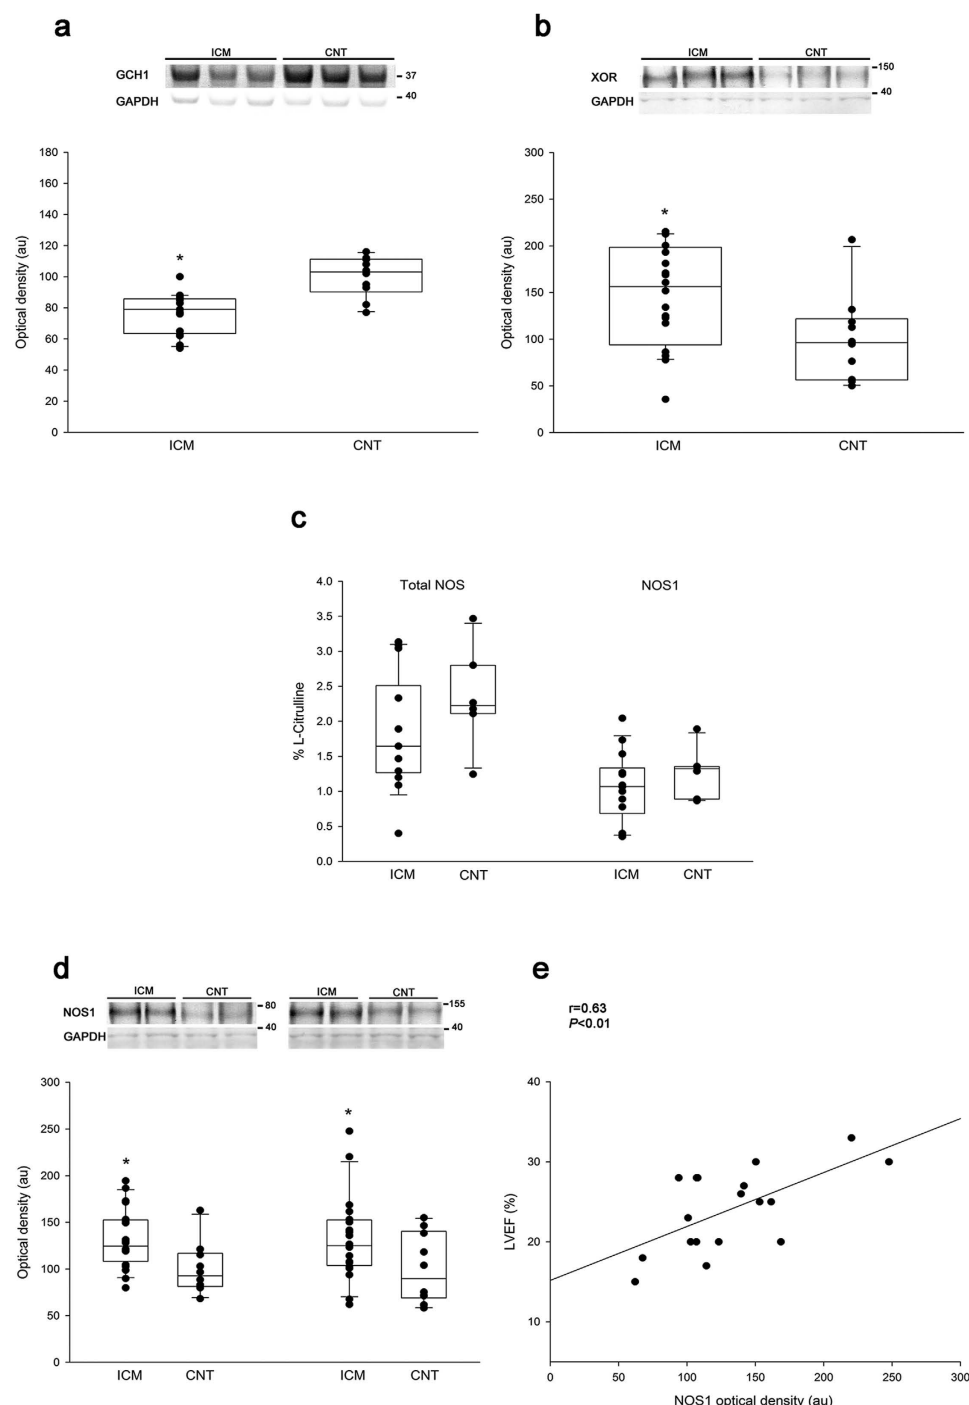 a
ICM CNT
GCH1 37
GAPDH 40
180
160
140
120
100
80
60
40
20
0
Optical density (au)
*
ICM CNT
b
ICM CNT
XOR 150
GAPDH 40
300
250
200
150
100
50
0
Optical density (au)
*
ICM CNT
c
4.0
3.5
3.0
2.5
2.0
1.5
1.0
0.5
0.0
% L-Citrulline
Total NOS NOS1
ICM CNT ICM CNT
d
ICM CNT ICM CNT
NOS1 80 155
GAPDH 40 40
300
250
200
150
100
50
0
Optical density (au)
* *
ICM CNT ICM CNT
e
r=0.63
P<0.01
40
30
20
10
LVEF (%)
0 50 100 150 200 250 300
NOS1 optical density (au)